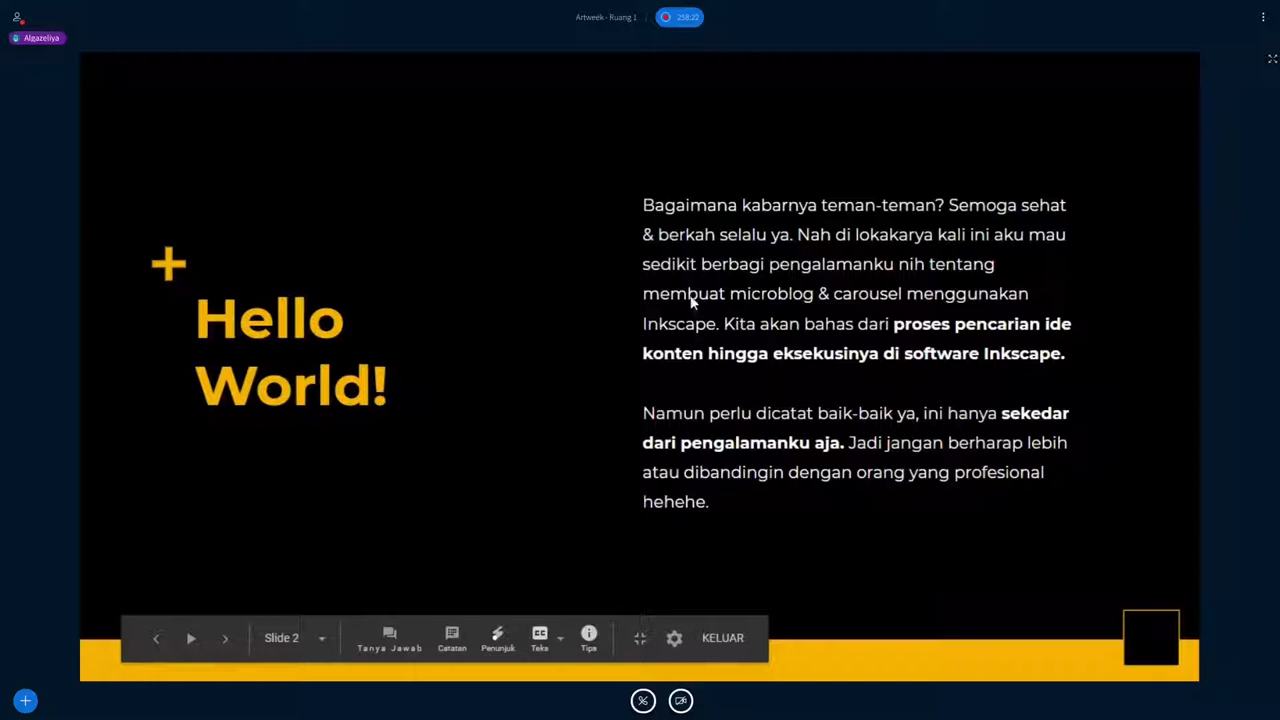 Artweek - Ruang 1
258:22
Algazeliya
Hello
World!
Bagaimana kabarnya teman-teman? Semoga sehat
& berkah selalu ya. Nah di lokakarya kali ini aku mau
sedikit berbagi pengalamanku nih tentang
membuat microblog & carousel menggunakan
Inkscape. Kita akan bahas dari proses pencarian ide
konten hingga eksekusinya di software Inkscape.
Namun perlu dicatat baik-baik ya, ini hanya sekedar
dari pengalamanku aja. Jadi jangan berharap lebih
atau dibandingin dengan orang yang profesional
hehehe.
Slide 2
Tanya Jawab
Catatan
Penunjuk
CC
Teks
Tips
KELUAR